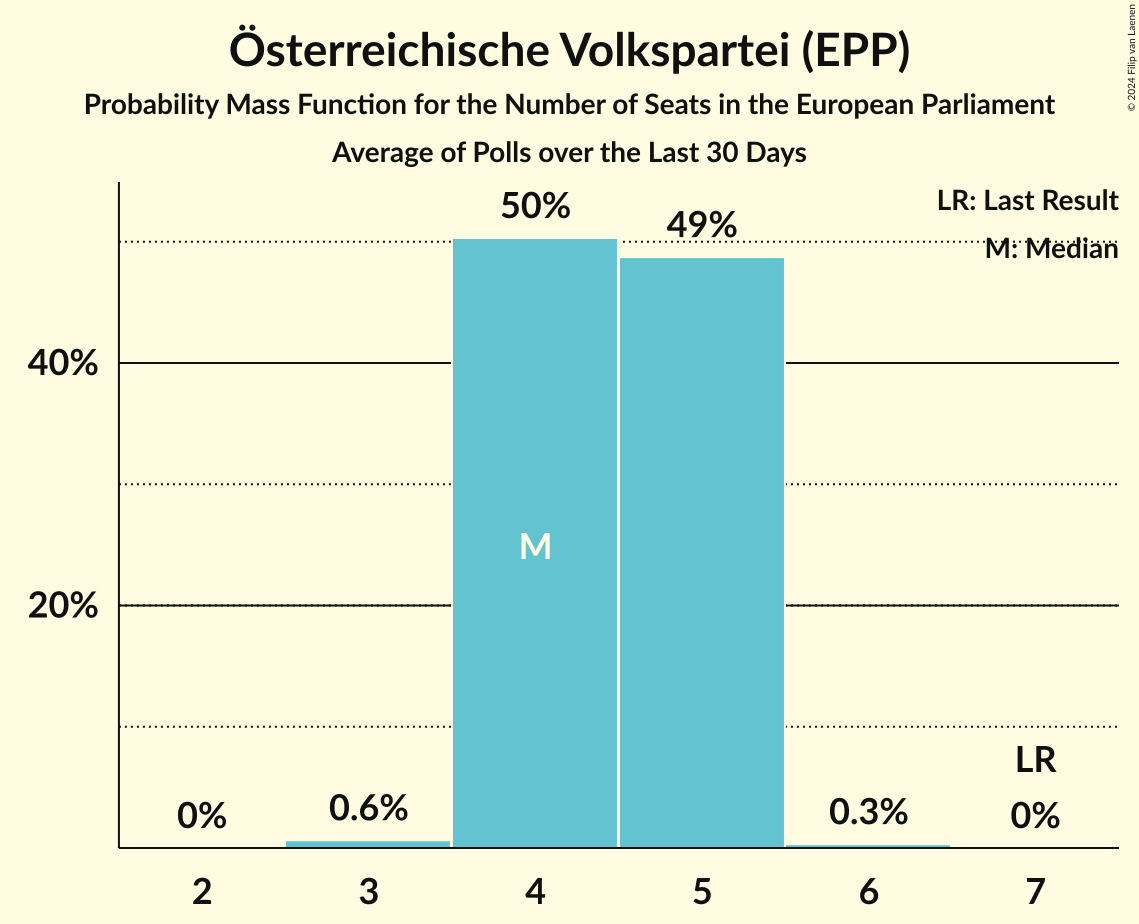 Österreichische Volkspartei (EPP)
Probability Mass Function for the Number of Seats in the European Parliament
Average of Polls over the Last 30 Days
© 2024 Filip van Laenen
LR: Last Result
M: Median
50%
49%
40%
M
20%
LR
0%
0.6%
0.3%
0%
2
3
4
5
6
7